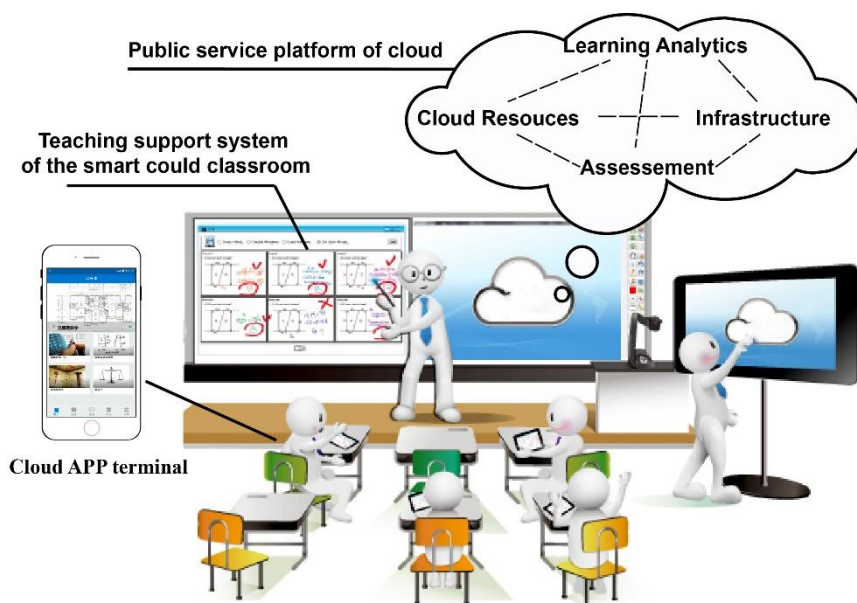 Public service platform of cloud
Learning Analytics
Cloud Resouces
Infrastructure
Assessement
Teaching support system
of the smart could classroom
Cloud APP terminal